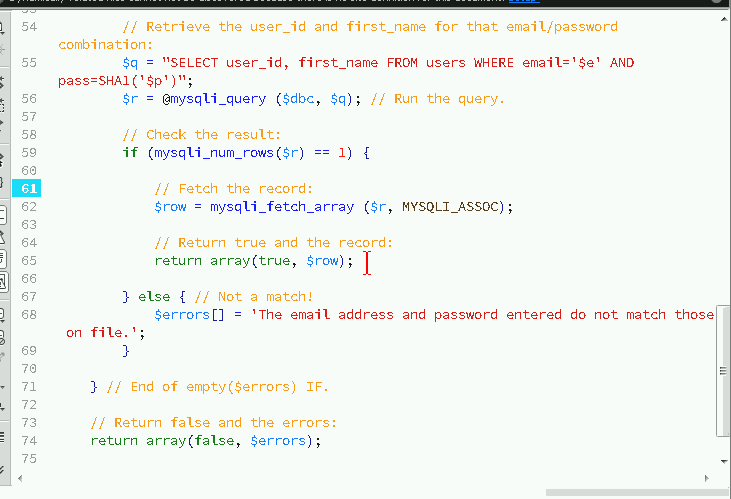 54 // Retrieve the user_id and first_name for that email/password
combination:
55 $q = "SELECT user_id, first_name FROM users WHERE email='$e' AND
pass=SHA1('$p')";
56 $r = @mysqli_query ($dbc, $q); // Run the query.
57
58 // Check the result:
59 if (mysqli_num_rows($r) == 1) {
60
61 // Fetch the record:
62 $row = mysqli_fetch_array ($r, MYSQLI_ASSOC);
63
64 // Return true and the record:
65 return array(true, $row);
66
67 } else { // Not a match!
68 $errors[] = 'The email address and password entered do not match those
on file.';
69 }
70
71 } // End of empty($errors) IF.
72
73 // Return false and the errors:
74 return array(false, $errors);
75